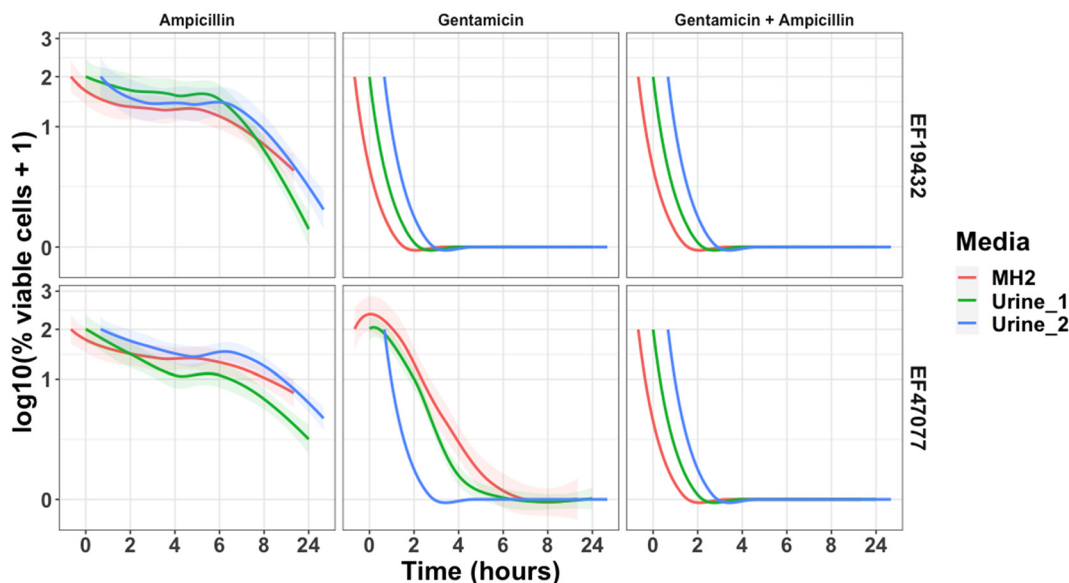 Ampicillin Gentamicin Gentamicin + Ampicillin
log10(% viable cells + 1)
3
2
1
0
EF19432
3
2
1
0
EF47077
0 2 4 6 8 24 0 2 4 6 8 24 0 2 4 6 8 24
Time (hours)
Media
MH2
Urine_1
Urine_2